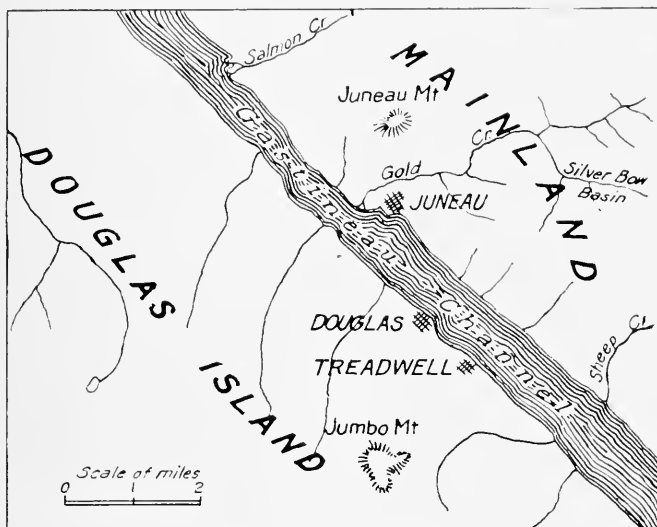 Salmon Cr
MAINLAND
Juneau Mt
Gastineau Channel
DOUGLAS ISLAND
Gold Cr.
Silver Bow
Basin
JUNEAU
DOUGLAS
TREADWELL
Sheep Cr.
Jumbo Mt
Scale of miles
0 1 2